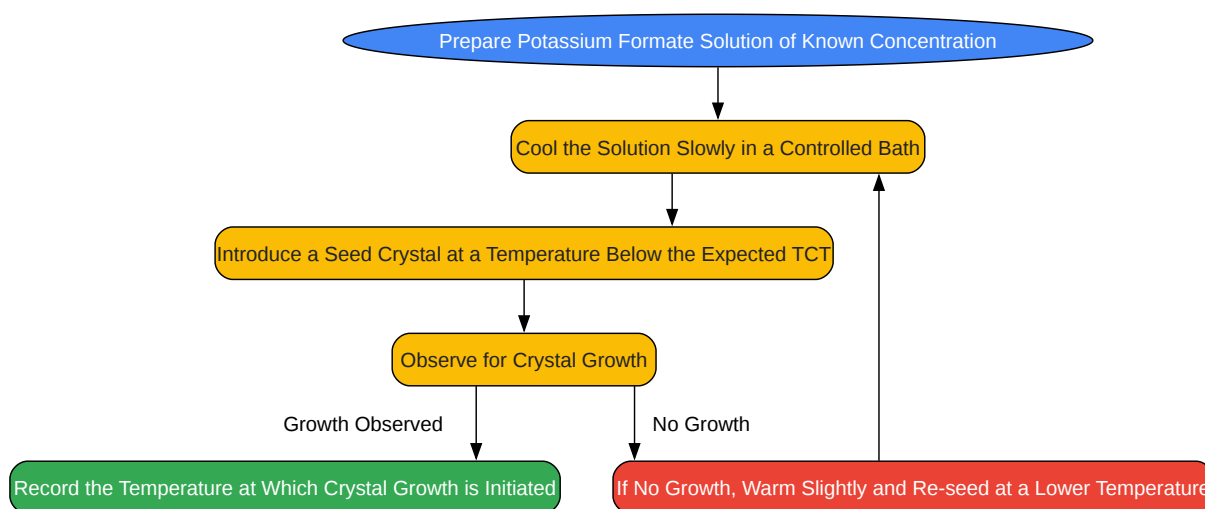 Prepare Potassium Formate Solution of Known Concentration
Cool the Solution Slowly in a Controlled Bath
Introduce a Seed Crystal at a Temperature Below the Expected TCT
Observe for Crystal Growth
Growth Observed
No Growth
Record the Temperature at Which Crystal Growth is Initiated
If No Growth, Warm Slightly and Re-seed at a Lower Temperature